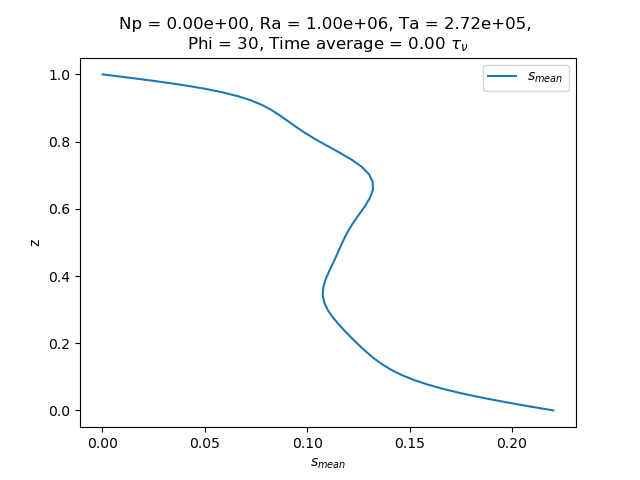 Np = 0.00e+00, Ra = 1.00e+06, Ta = 2.72e+05,
Phi = 30, Time average = 0.00 τν
s_mean
1.0
0.8
0.6
0.4
0.2
0.0
z
0.00 0.05 0.10 0.15 0.20
s_mean